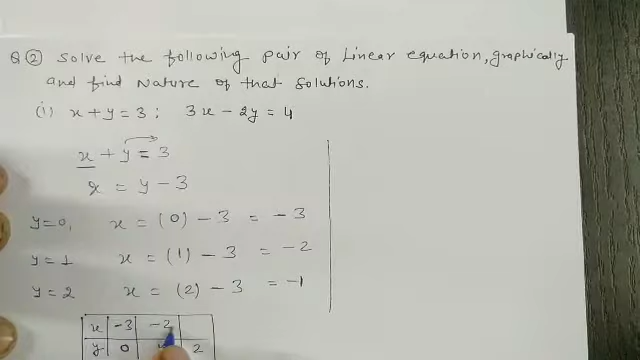 Q② Solve the following pair of Linear equation, graphically
and find Nature of that Solutions.
(i) x + y = 3 ; 3x - 2y = 4
x + y = 3
x = y - 3
y=0, x = (0) - 3 = -3
y=1 x = (1) - 3 = -2
y=2 x = (2) - 3 = -1
x -3 -2
y 0 2